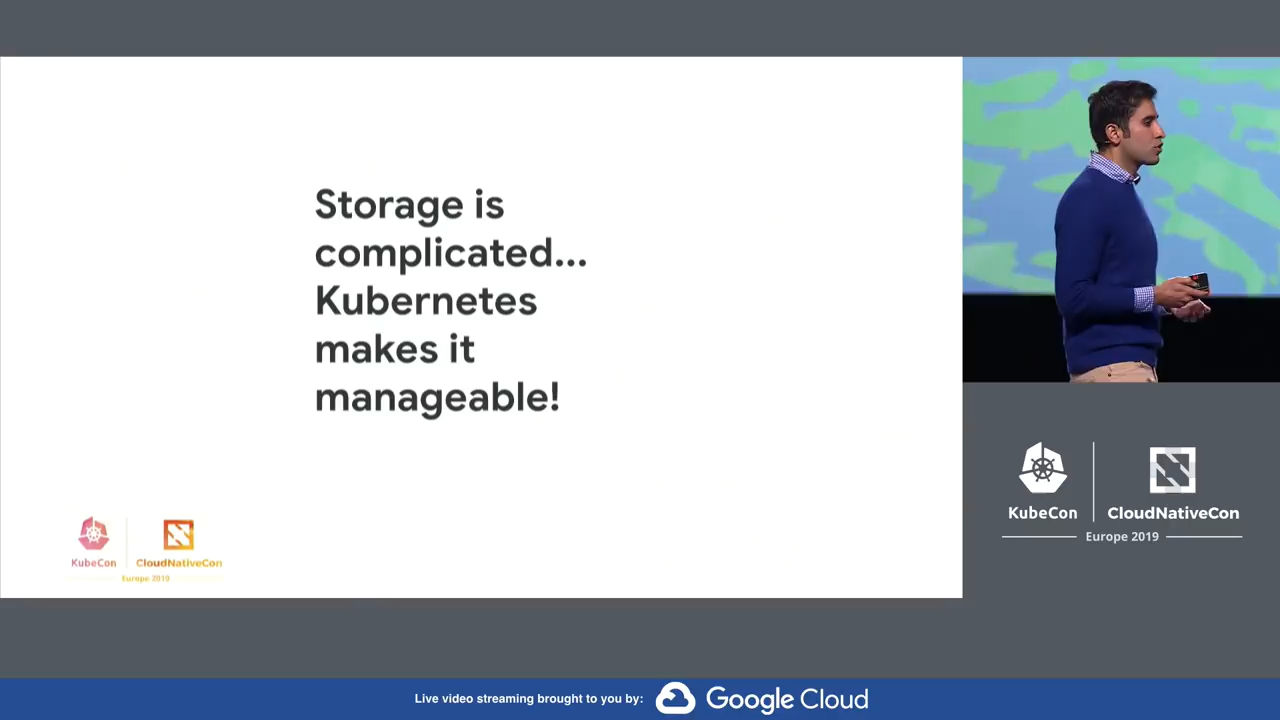 Storage is
complicated...
Kubernetes
makes it
manageable!
KubeCon
CloudNativeCon
Europe 2019
KubeCon
CloudNativeCon
Europe 2019
Live video streaming brought to you by:
Google Cloud